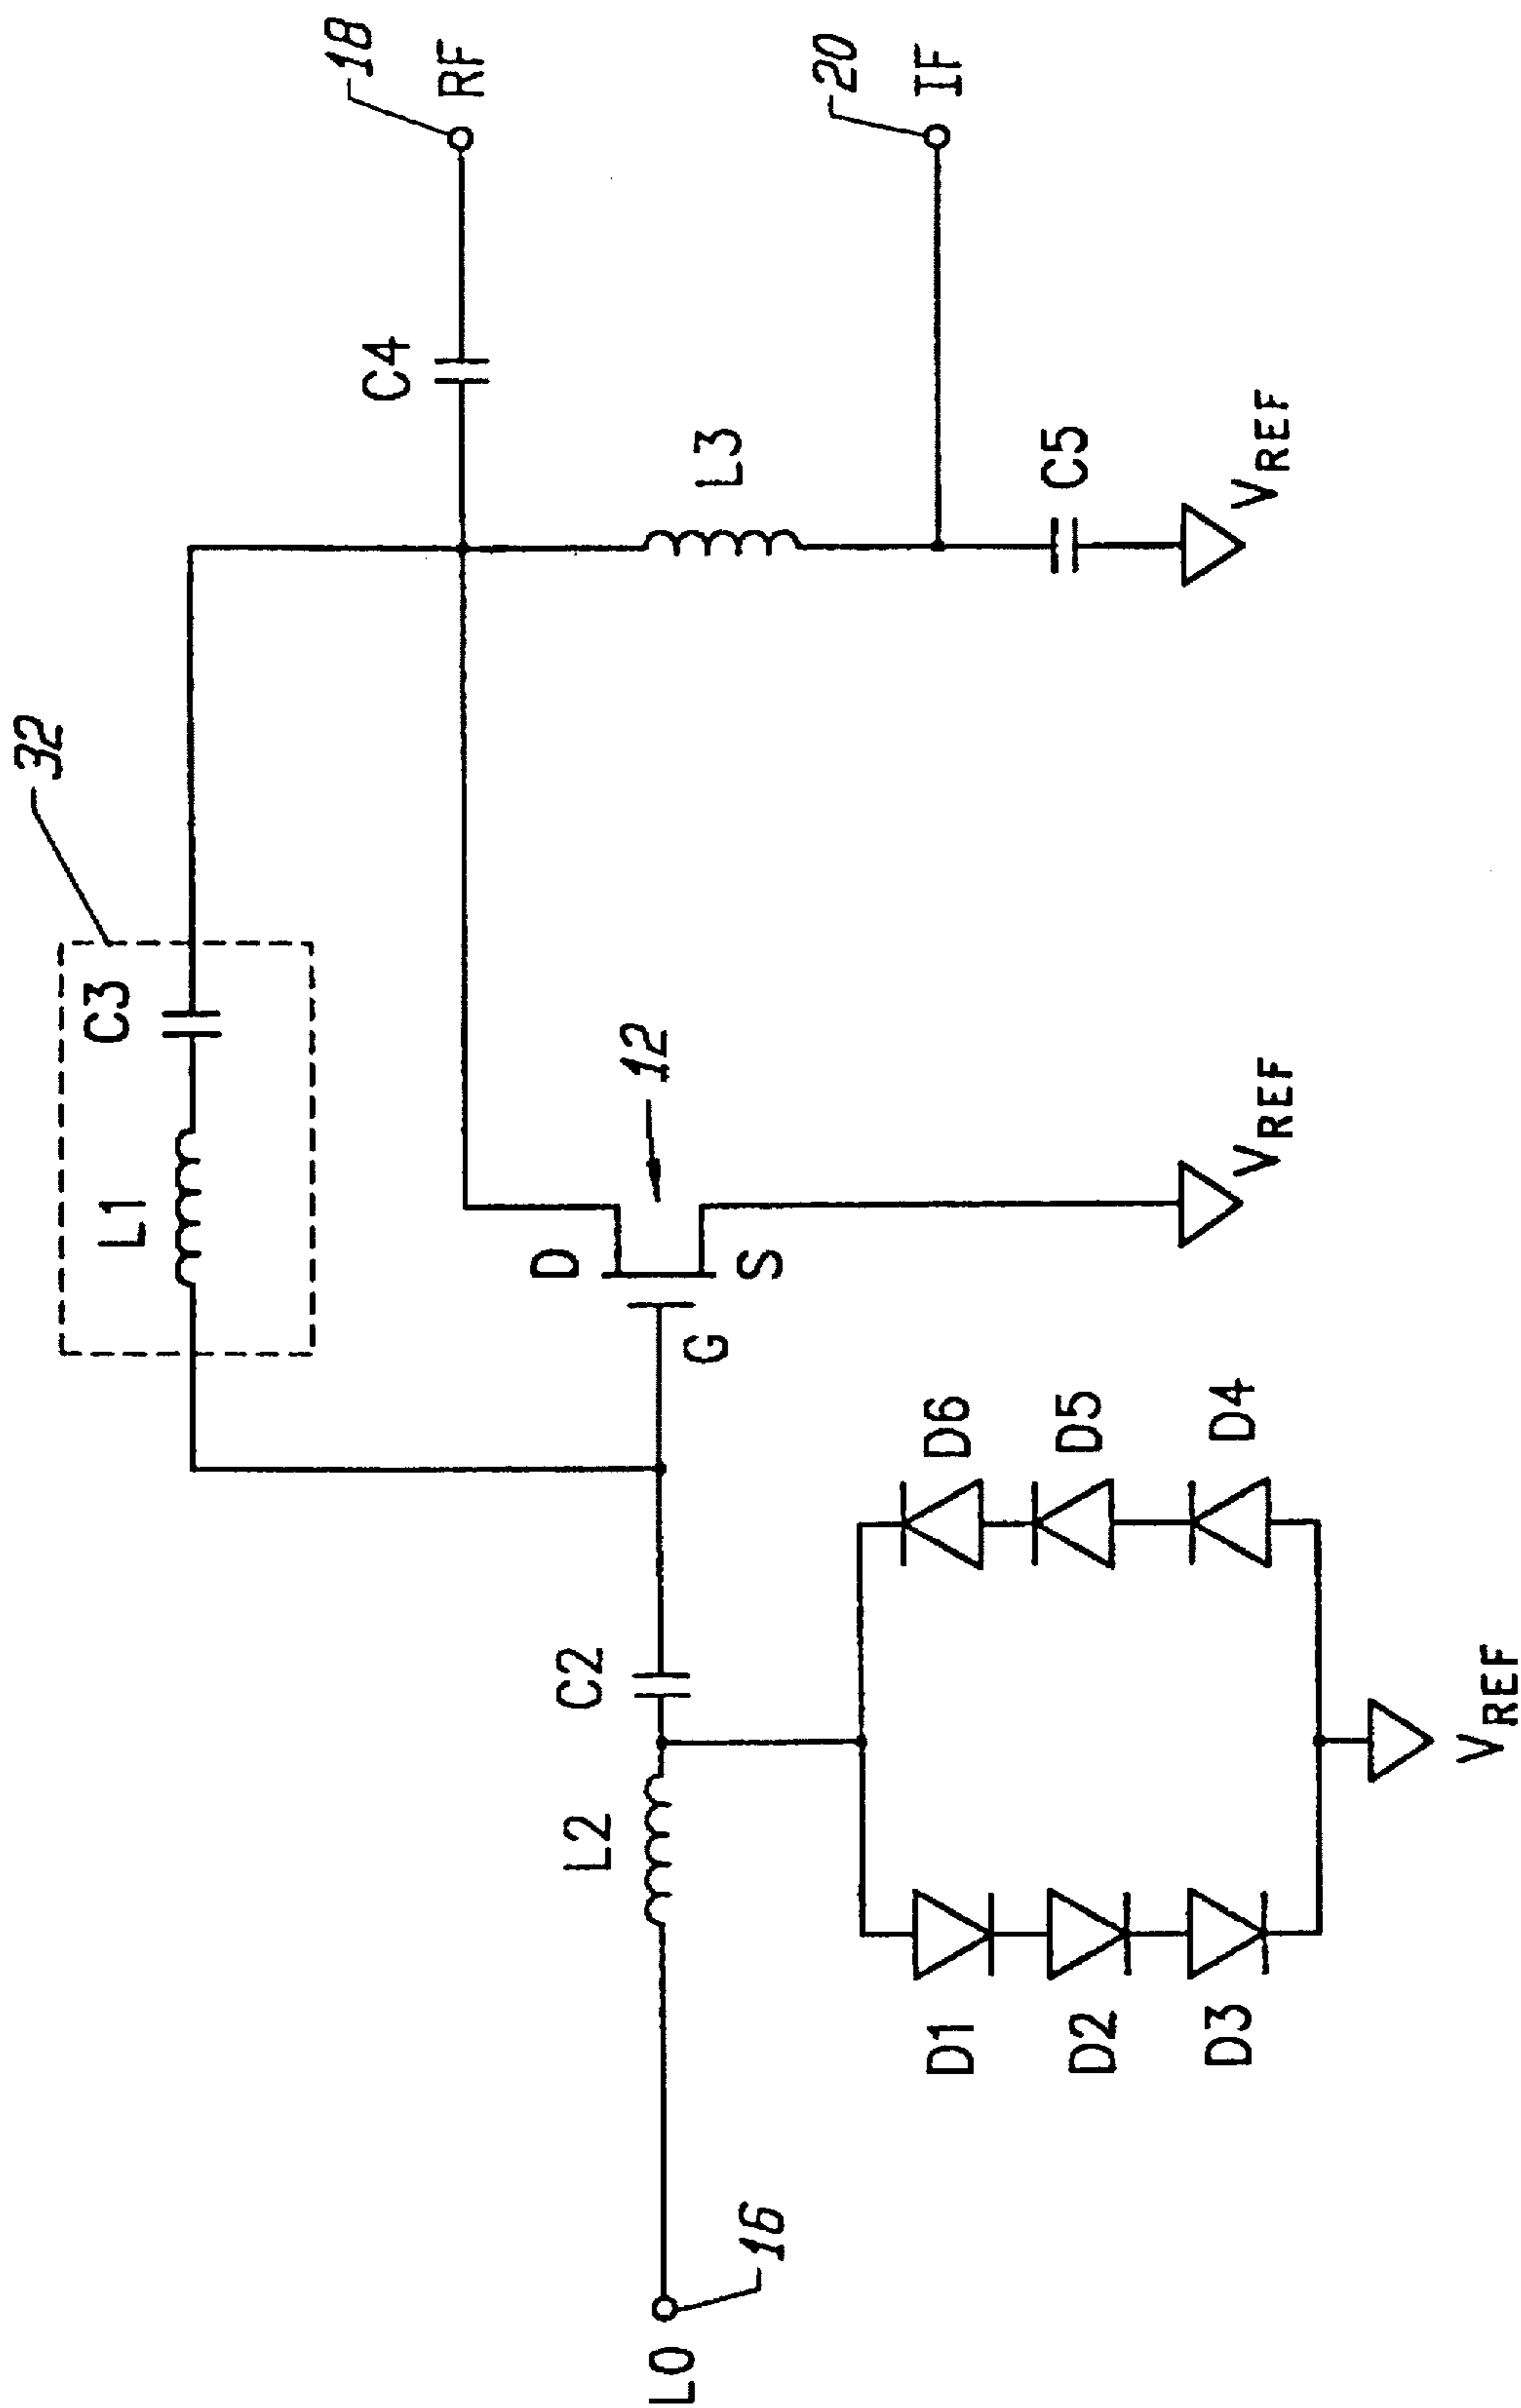 32
L1
C3
18
RF
C4
D
12
G
S
L3
20
IF
C5
VREF
VREF
LO
16
L2
C2
D1
D2
D3
D6
D5
D4
VREF